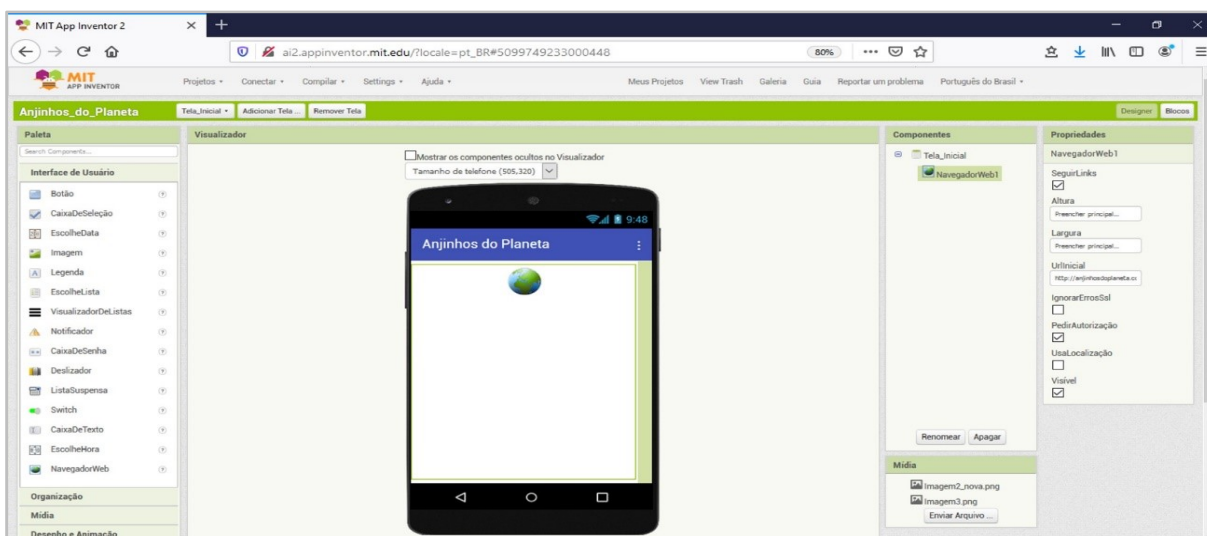 MIT App Inventor 2
ai2.appinventor.mit.edu/?locale=pt_BR#5099749233000448
80%
MIT
APP INVENTOR
Projetos
Conectar
Compilar
Settings
Ajuda
Meus Projetos
View Trash
Galeria
Guia
Reportar um problema
Português do Brasil
Anjinhos_do_Planeta
Tela_Inicial
Adicionar Tela ...
Remover Tela
Designer
Blocos
Paleta
Search Components...
Interface de Usuário
Botão
CaixaDeSeleção
EscolheData
Imagem
Legenda
EscolheLista
VisualizadorDeListas
Notificador
CaixaDeSenha
Deslizador
ListaSuspensa
Switch
CaixaDeTexto
EscolheHora
NavegadorWeb
Organização
Mídia
Desenho e Animação
Visualizador
Mostrar os componentes ocultos no Visualizador
Tamanho de telefone (505,320)
9:48
Anjinhos do Planeta
Componentes
Tela_Inicial
NavegadorWeb1
Renomear
Apagar
Mídia
Imagem2_nova.png
Imagem3.png
Enviar Arquivo ...
Propriedades
NavegadorWeb1
SeguirLinks
Altura
Preencher principal...
Largura
Preencher principal...
UrlInicial
http://anjinhosdoplaneta.cc
IgnorarErrosSsl
PedirAutorização
UsaLocalização
Visível